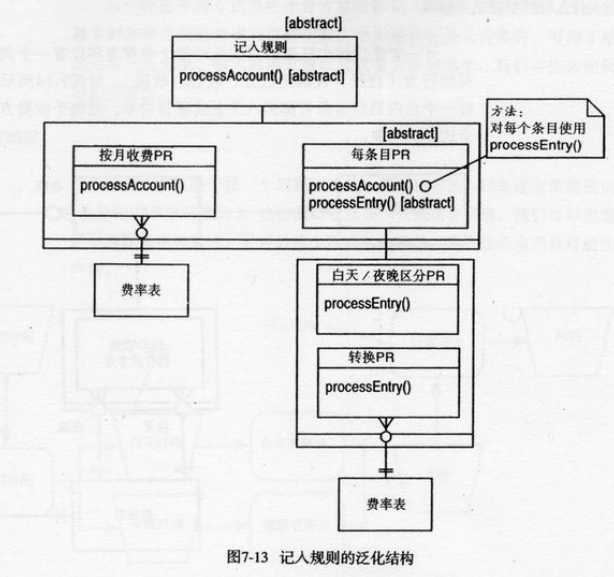 [abstract]
记人规则
processAccount() [abstract]
[abstract]
方法：
对每个条目使用
processEntry()
按月收费PR
processAccount()
每条目PR
processAccount()
processEntry() [abstract]
费率表
白天／夜晚区分PR
processEntry()
转换PR
processEntry()
费率表
图7-13 记人规则的泛化结构